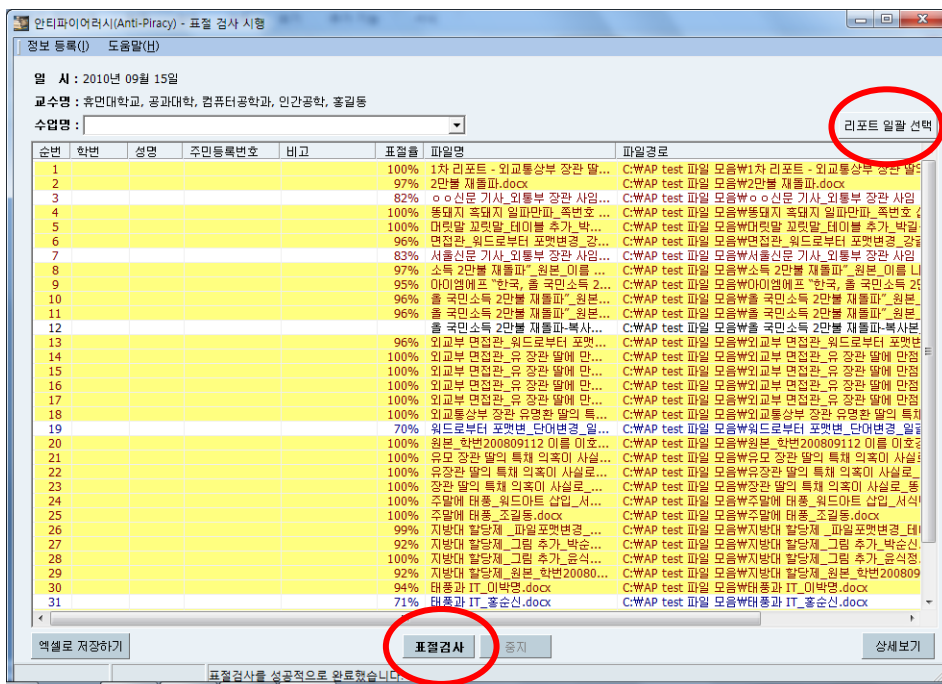 안티파이어러시(Anti-Piracy) - 표절 검사 시행
정보 등록(I) 도움말(H)
일 시 : 2010년 09월 15일
교수명 : 휴먼대학교, 공과대학, 컴퓨터공학과, 인간공학, 홍길동
수업명 :
리포트 일괄 선택
순번 학번 성명 주민등록번호 비고 표절율 파일명 파일경로
1 100% 1차 리포트 - 외교통상부 장관 딸... C:₩AP test 파일 모음₩1차 리포트 - 외교통상부 장관 딸의
2 97% 2만불 재돌파.docx C:₩AP test 파일 모음₩2만불 재돌파.docx
3 82% ㅇㅇ신문 기사_외통부 장관 사임... C:₩AP test 파일 모음₩ㅇㅇ신문 기사_외통부 장관 사임
4 100% 똥돼지 흑돼지 일파만파_쪽번호 ... C:₩AP test 파일 모음₩똥돼지 흑돼지 일파만파_쪽번호
5 100% 머릿말 꼬릿말_테이블 추가_박... C:₩AP test 파일 모음₩머릿말 꼬릿말_테이블 추가_박길
6 96% 면접관_워드로부터 포맷변경_강... C:₩AP test 파일 모음₩면접관_워드로부터 포맷변경_강
7 83% 서울신문 기사_외통부 장관 사임... C:₩AP test 파일 모음₩서울신문 기사_외통부 장관 사임
8 97% 소득 2만불 재돌파"_원본_이름 ... C:₩AP test 파일 모음₩소득 2만불 재돌파"_원본_이름
9 95% 아이엠에프 "한국, 올 국민소득 2... C:₩AP test 파일 모음₩아이엠에프 "한국, 올 국민소득
10 96% 올 국민소득 2만불 재돌파"_원본... C:₩AP test 파일 모음₩올 국민소득 2만불 재돌파"_원본_
11 96% 올 국민소득 2만불 재돌파"_원본... C:₩AP test 파일 모음₩올 국민소득 2만불 재돌파"_원본_
12 올 국민소득 2만불 재돌파-복사... C:₩AP test 파일 모음₩올 국민소득 2만불 재돌파-복사본
13 96% 외교부 면접관_워드로부터 포맷... C:₩AP test 파일 모음₩외교부 면접관_워드로부터 포맷변
14 100% 외교부 면접관_유 장관 딸에 만... C:₩AP test 파일 모음₩외교부 면접관_유 장관 딸에 만점
15 100% 외교부 면접관_유 장관 딸에 만... C:₩AP test 파일 모음₩외교부 면접관_유 장관 딸에 만점
16 100% 외교부 면접관_유 장관 딸에 만... C:₩AP test 파일 모음₩외교부 면접관_유 장관 딸에 만점
17 100% 외교부 면접관_유 장관 딸에 만... C:₩AP test 파일 모음₩외교부 면접관_유 장관 딸에 만점
18 100% 외교통상부 장관 유명환 딸의 특... C:₩AP test 파일 모음₩외교통상부 장관 유명환 딸의 특채
19 70% 워드로부터 포맷변_단어변경_일... C:₩AP test 파일 모음₩워드로부터 포맷변_단어변경_일
20 100% 원본_학번200809112 이름 이호... C:₩AP test 파일 모음₩원본_학번200809112 이름 이호
21 100% 유모 장관 딸의 특채 의혹이 사실... C:₩AP test 파일 모음₩유모 장관 딸의 특채 의혹이 사실
22 100% 유장관 딸의 특채 의혹이 사실로... C:₩AP test 파일 모음₩유장관 딸의 특채 의혹이 사실로_
23 100% 장관 딸의 특채 의혹이 사실로_... C:₩AP test 파일 모음₩장관 딸의 특채 의혹이 사실로_똥
24 100% 주말에 태풍_워드아트 삽입_서... C:₩AP test 파일 모음₩주말에 태풍_워드아트 삽입_서식
25 100% 주말에 태풍_조길동.docx C:₩AP test 파일 모음₩주말에 태풍_조길동.docx
26 99% 지방대 할당제 _파일포맷변경_... C:₩AP test 파일 모음₩지방대 할당제 _파일포맷변경_테
27 92% 지방대 할당제_그림 추가_박순... C:₩AP test 파일 모음₩지방대 할당제_그림 추가_박순신
28 100% 지방대 할당제_그림 추가_윤식... C:₩AP test 파일 모음₩지방대 할당제_그림 추가_윤식정
29 92% 지방대 할당제_원본_학번20080... C:₩AP test 파일 모음₩지방대 할당제_원본_학번200809
30 94% 태풍과 IT_이박명.docx C:₩AP test 파일 모음₩태풍과 IT_이박명.docx
31 71% 태풍과 IT_홍순신.docx C:₩AP test 파일 모음₩태풍과 IT_홍순신.docx
엑셀로 저장하기 표절검사 중지 상세보기
표절검사를 성공적으로 완료했습니다.